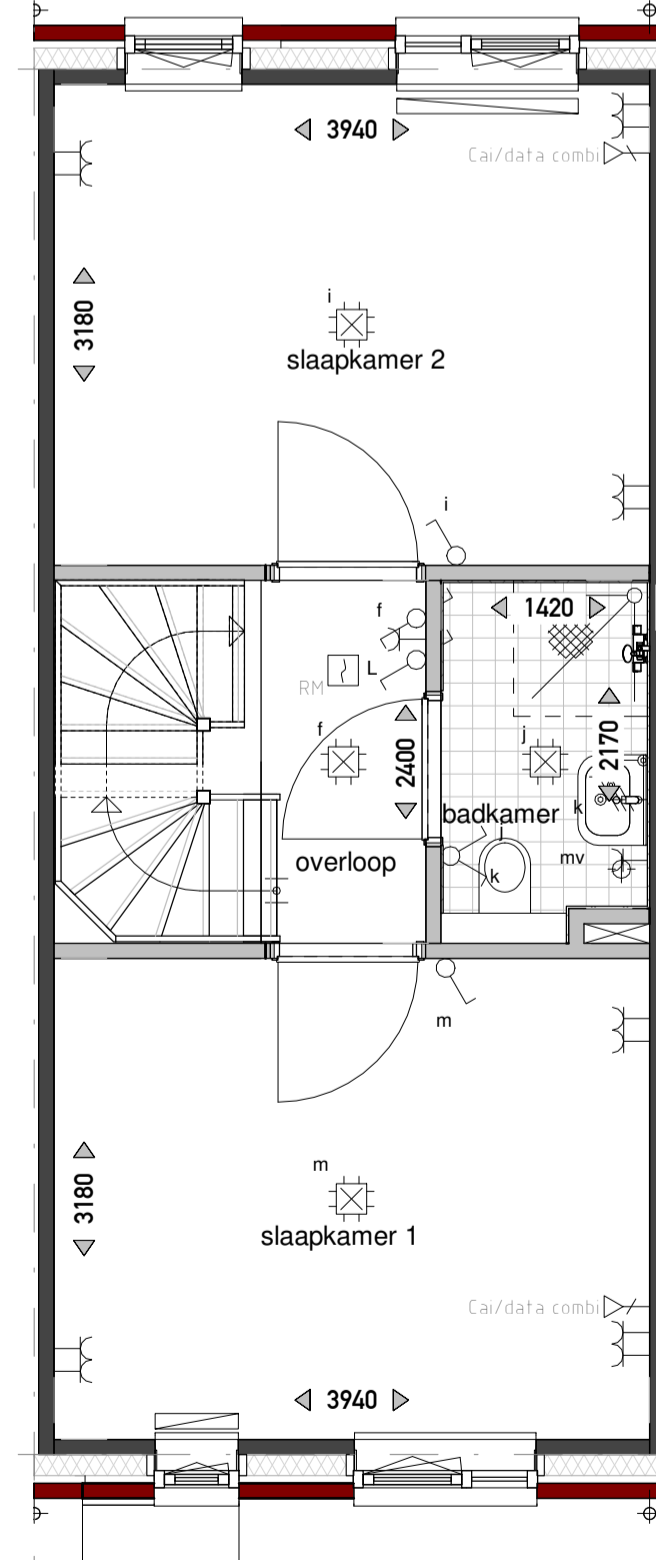 3940
Cai/data combi
3180
i
slaapkamer 2
i
f
1420
L
RM
f
2400
j
2170
k
badkamer
j
k
mv
overloop
m
m
3180
slaapkamer 1
Cai/data combi
3940